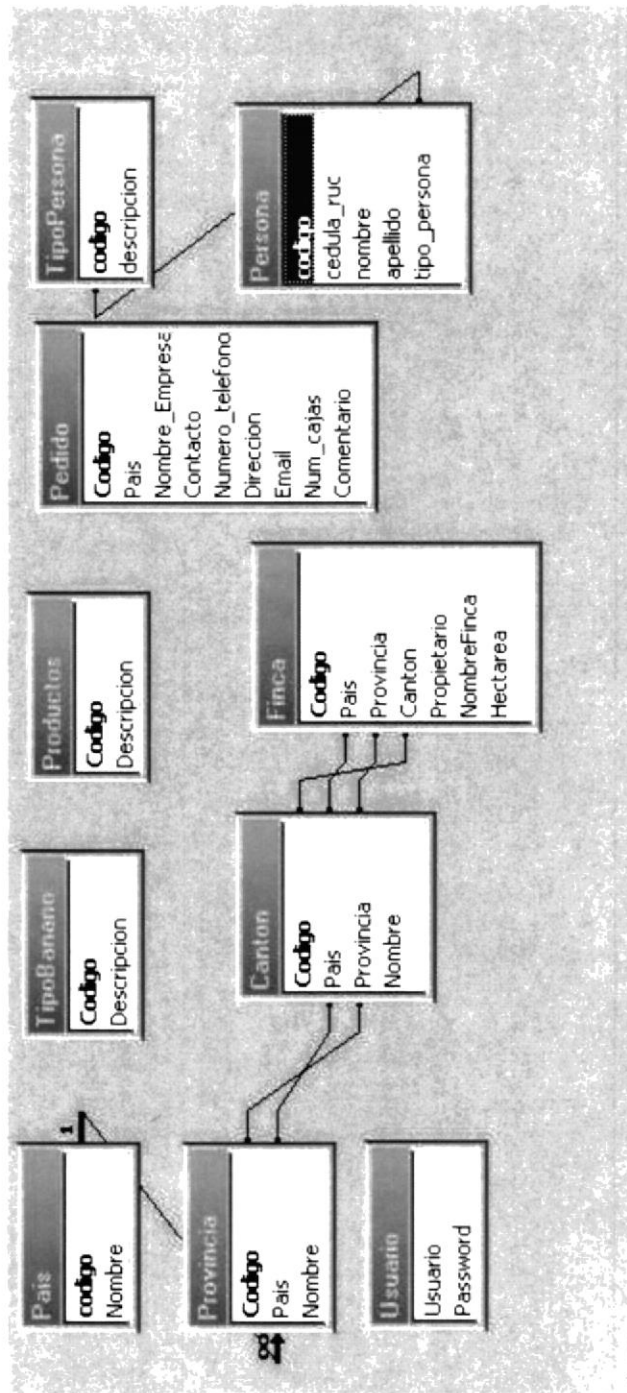 Pais
codigo
Nombre
1
Provincia
Codigo
Pais
Nombre
∞
Usuario
Usuario
Password
TipoBanano
Codigo
Descripcion
Canton
Codigo
Pais
Provincia
Nombre
Productos
Codigo
Descripcion
Finca
Codigo
Pais
Provincia
Canton
Propietario
NombreFinca
Hectarea
Pedido
Codigo
Pais
Nombre_Empresa
Contacto
Numero_telefono
Direccion
Email
Num_cajas
Comentario
TipoPersona
codigo
descripcion
Persona
codigo
cedula_ruc
nombre
apellido
tipo_persona